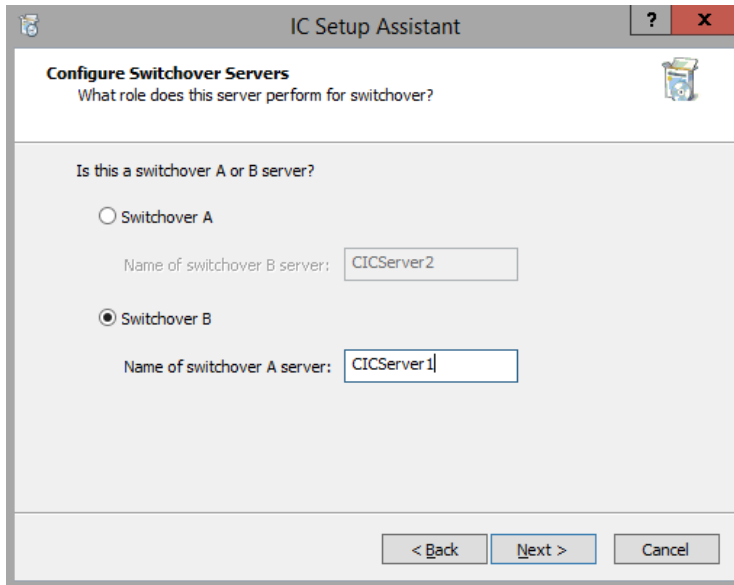 IC Setup Assistant
? x
Configure Switchover Servers
What role does this server perform for switchover?
Is this a switchover A or B server?
Switchover A
Name of switchover B server: CICServer2
Switchover B
Name of switchover A server: CICServer1
< Back Next > Cancel